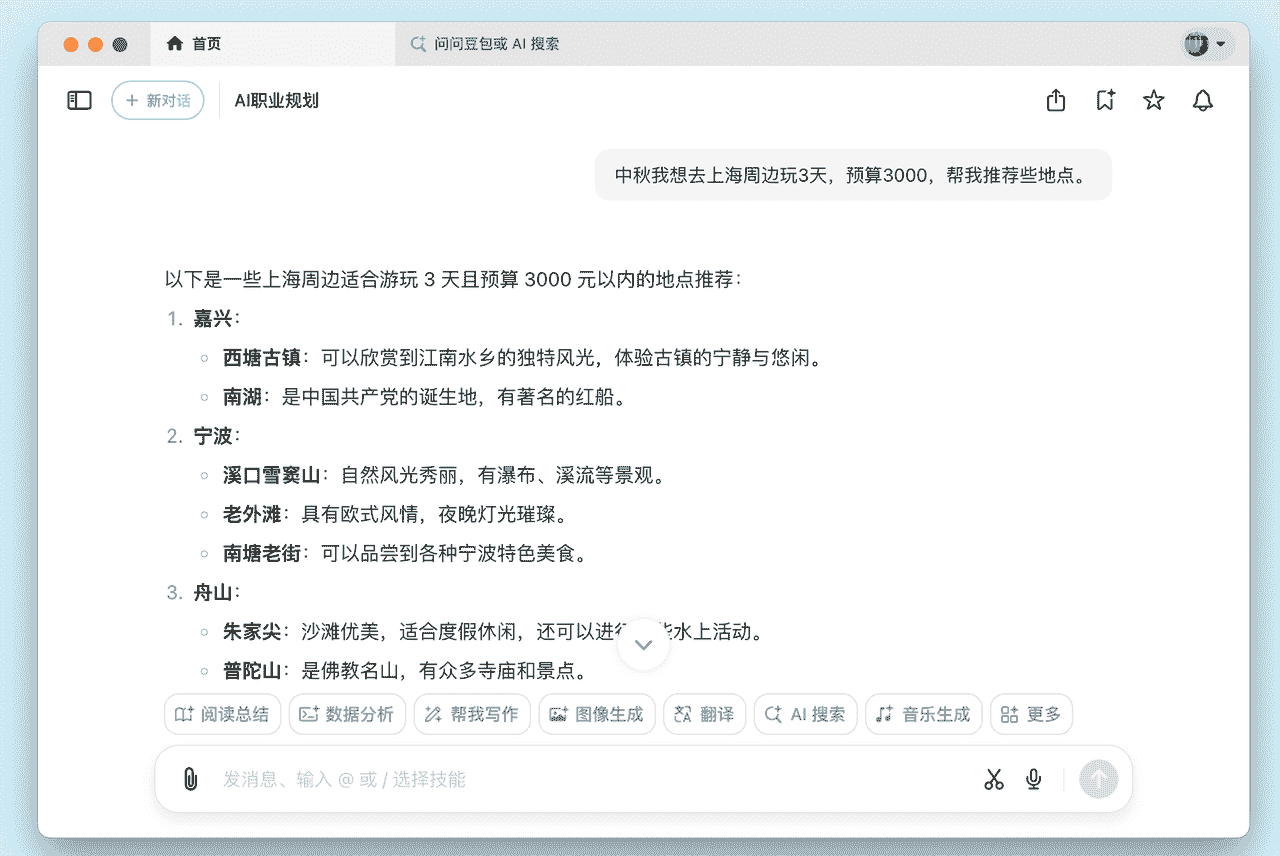 首页
问问豆包或 AI 搜索
新对话
AI职业规划
中秋我想去上海周边玩3天，预算3000，帮我推荐些地点。
以下是一些上海周边适合游玩 3 天且预算 3000 元以内的地点推荐：
1. 嘉兴：
西塘古镇：可以欣赏到江南水乡的独特风光，体验古镇的宁静与悠闲。
南湖：是中国共产党的诞生地，有著名的红船。
2. 宁波：
溪口雪窦山：自然风光秀丽，有瀑布、溪流等景观。
老外滩：具有欧式风情，夜晚灯光璀璨。
南塘老街：可以品尝到各种宁波特色美食。
3. 舟山：
朱家尖：沙滩优美，适合度假休闲，还可以进水上活动。
普陀山：是佛教名山，有众多寺庙和景点。
阅读总结 数据分析 帮我写作 图像生成 翻译 AI 搜索 音乐生成 更多
发消息、输入 @ 或 / 选择技能